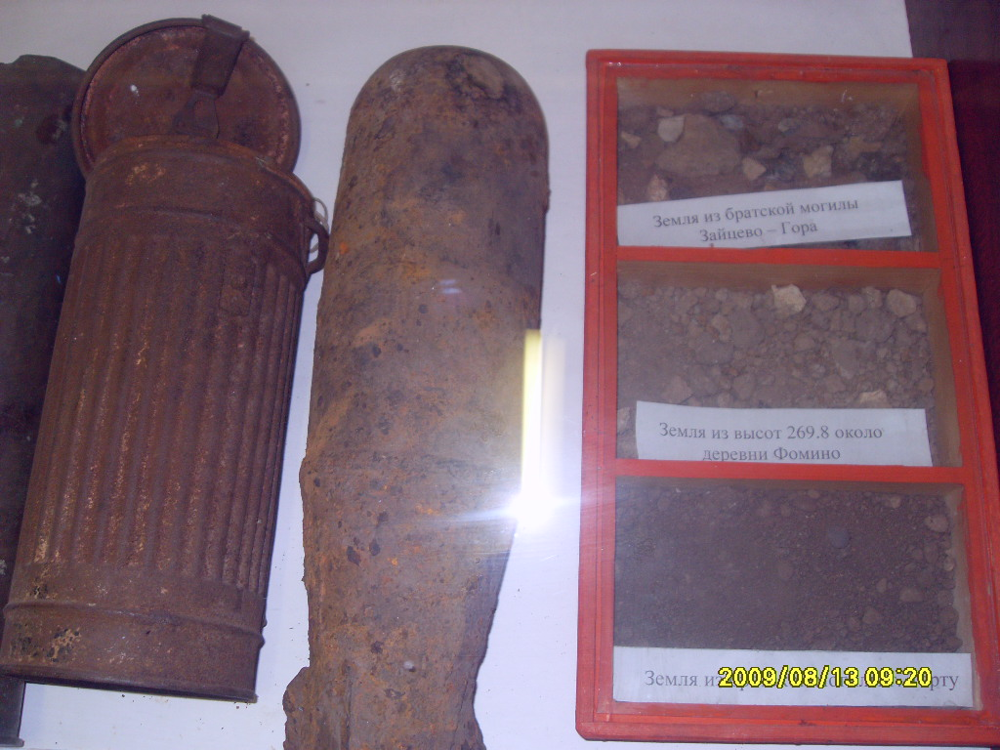 Земля из братской могилы
Зайцево – Гора
Земля из высот 269.8 около
деревни Фомино
Земля из
2009/08/13 09:20